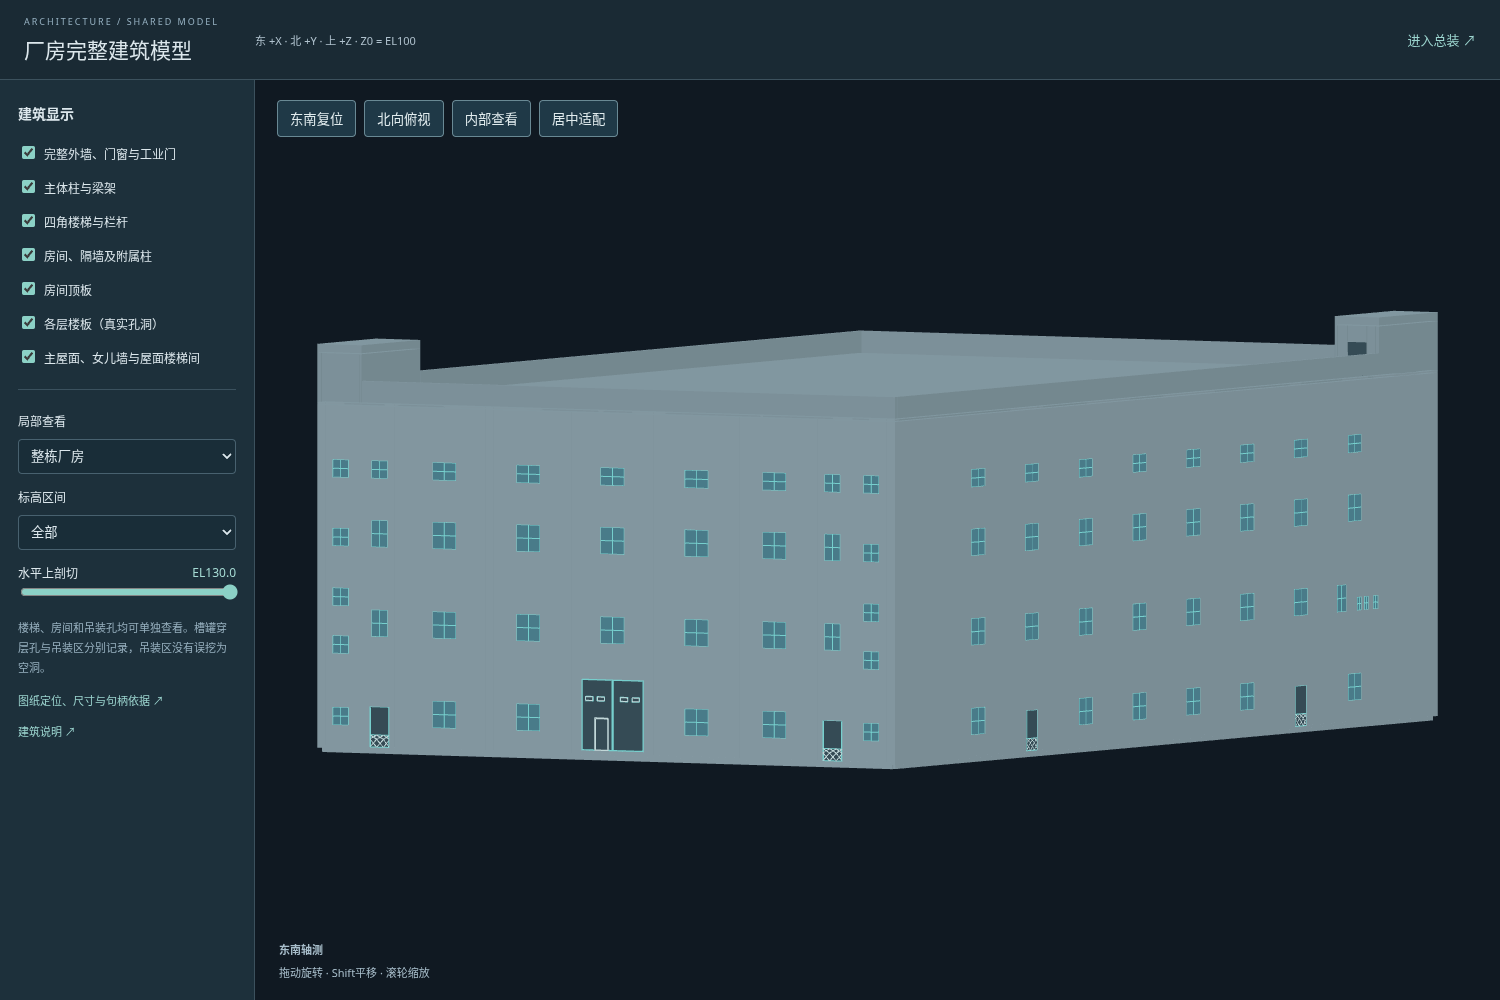 ARCHITECTURE / SHARED MODEL
厂房完整建筑模型
东 +X · 北 +Y · 上 +Z · Z0 = EL100
进入总装 ↗
建筑显示
完整外墙、门窗与工业门
主体柱与梁架
四角楼梯与栏杆
房间、隔墙及附属柱
房间顶板
各层楼板（真实孔洞）
主屋面、女儿墙与屋面楼梯间
局部查看
整栋厂房
标高区间
全部
水平上剖切 EL130.0
楼梯、房间和吊装孔均可单独查看。槽罐穿
层孔与吊装区分别记录，吊装区没有误挖为
空洞。
图纸定位、尺寸与句柄依据 ↗
建筑说明 ↗
东南复位 北向俯视 内部查看 居中适配
东南轴测
拖动旋转 · Shift平移 · 滚轮缩放